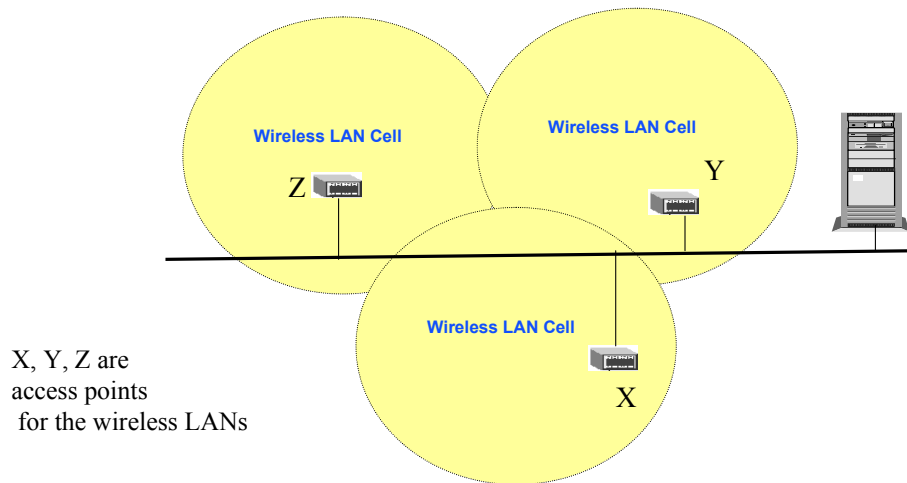 Wireless LAN Cell
Wireless LAN Cell
Y
Z
Wireless LAN Cell
X, Y, Z are
access points
for the wireless LANs
X